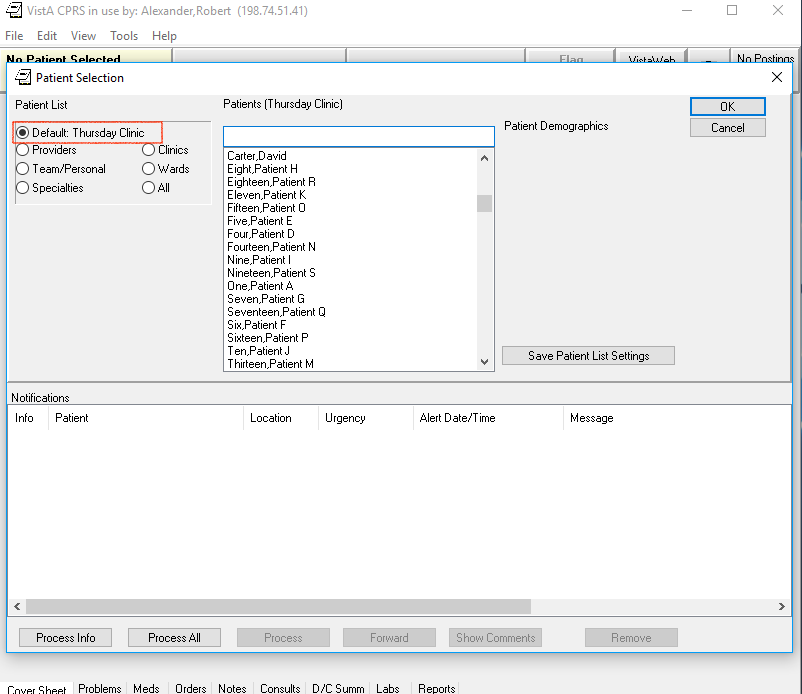 VistA CPRS in use by: Alexander,Robert (198.74.51.41)
File Edit View Tools Help
No Patient Selected Flag VistaWeb No Postings
Patient Selection
Patient List
Default: Thursday Clinic
Providers Clinics
Team/Personal Wards
Specialties All
Patients (Thursday Clinic)
Carter,David
Eight,Patient H
Eighteen,Patient R
Eleven,Patient K
Fifteen,Patient O
Five,Patient E
Four,Patient D
Fourteen,Patient N
Nine,Patient I
Nineteen,Patient S
One,Patient A
Seven,Patient G
Seventeen,Patient Q
Six,Patient F
Sixteen,Patient P
Ten,Patient J
Thirteen,Patient M
Patient Demographics
OK
Cancel
Save Patient List Settings
Notifications
Info Patient Location Urgency Alert Date/Time Message
Process Info Process All Process Forward Show Comments Remove
Cover Sheet Problems Meds Orders Notes Consults D/C Summ Labs Reports